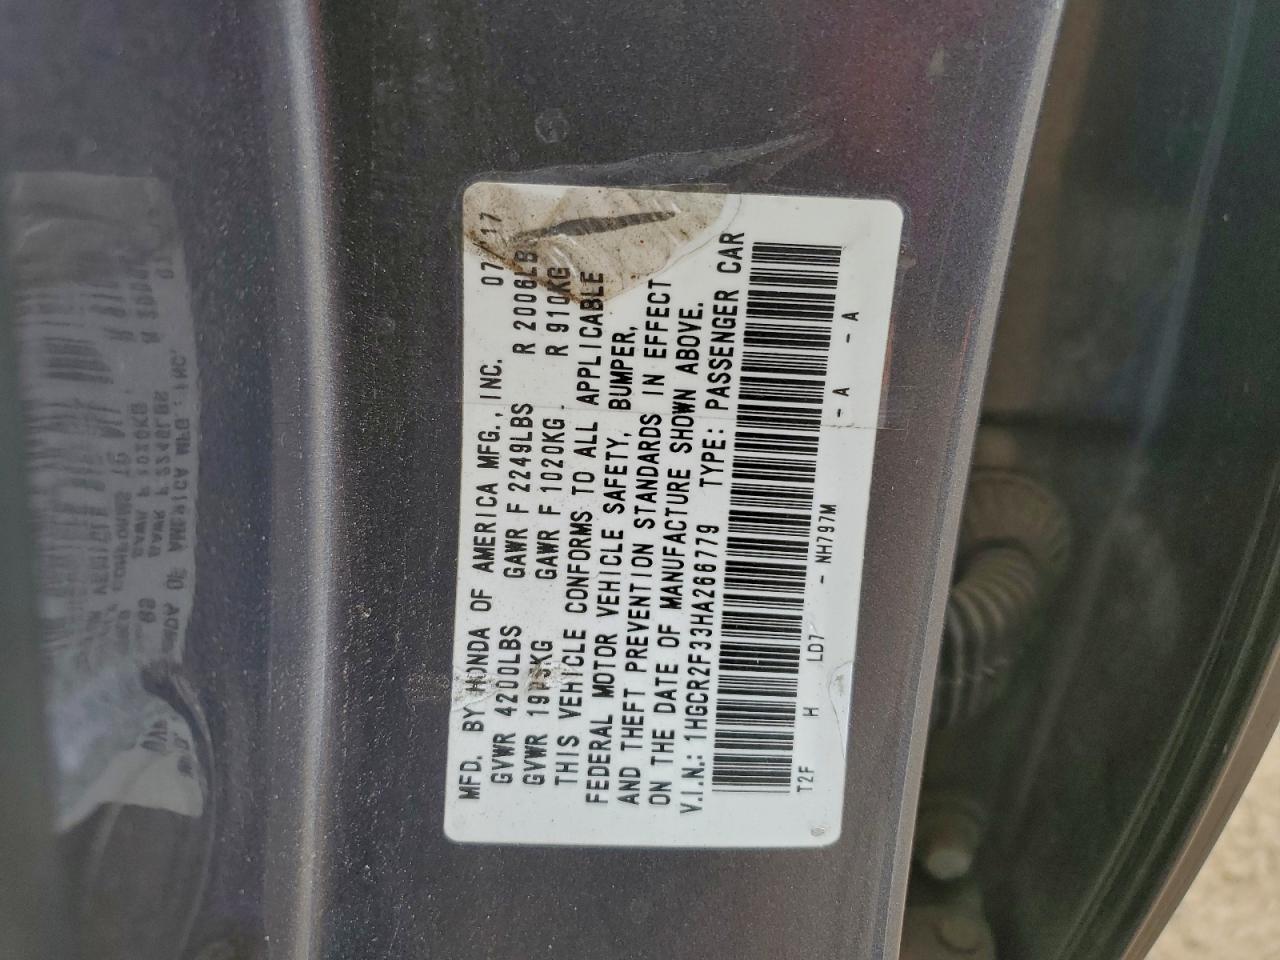 MFD. BY HONDA OF AMERICA MFG., INC. 07 17
GVWR 4200LBS GAWR F 2249LBS R 2006LB
GVWR KG GAWR F 1020KG. R 910KG
THIS VEHICLE CONFORMS TO ALL APPLICABLE
FEDERAL MOTOR VEHICLE SAFETY, BUMPER,
AND THEFT PREVENTION STANDARDS IN EFFECT
ON THE DATE OF MANUFACTURE SHOWN ABOVE.
V.I.N.: 1HGCR2F33HA266779 TYPE: PASSENGER CAR
T2F H LD7 - NH797M - A - A